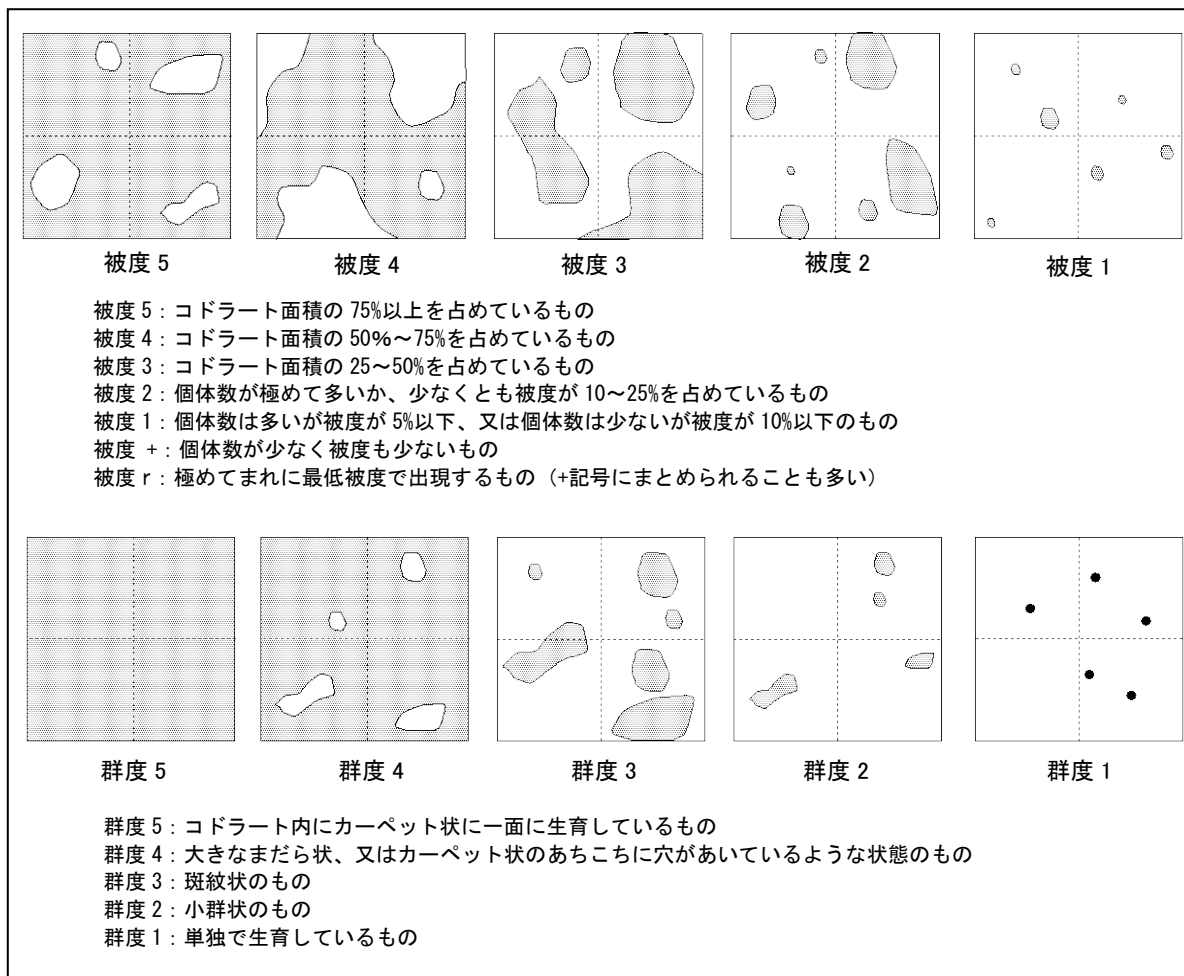 被度 5
被度 4
被度 3
被度 2
被度 1
被度 5：コドラート面積の 75%以上を占めているもの
被度 4：コドラート面積の 50%～75%を占めているもの
被度 3：コドラート面積の 25～50%を占めているもの
被度 2：個体数が極めて多いか、少なくとも被度が 10～25%を占めているもの
被度 1：個体数は多いが被度が 5%以下、又は個体数は少ないが被度が 10%以下のもの
被度 +：個体数が少なく被度も少ないもの
被度 r：極めてまれに最低被度で出現するもの（+記号にまとめられることも多い）
群度 5
群度 4
群度 3
群度 2
群度 1
群度 5：コドラート内にカーペット状に一面に生育しているもの
群度 4：大きなまだら状、又はカーペット状のあちこちに穴があいているような状態のもの
群度 3：斑紋状のもの
群度 2：小群状のもの
群度 1：単独で生育しているもの